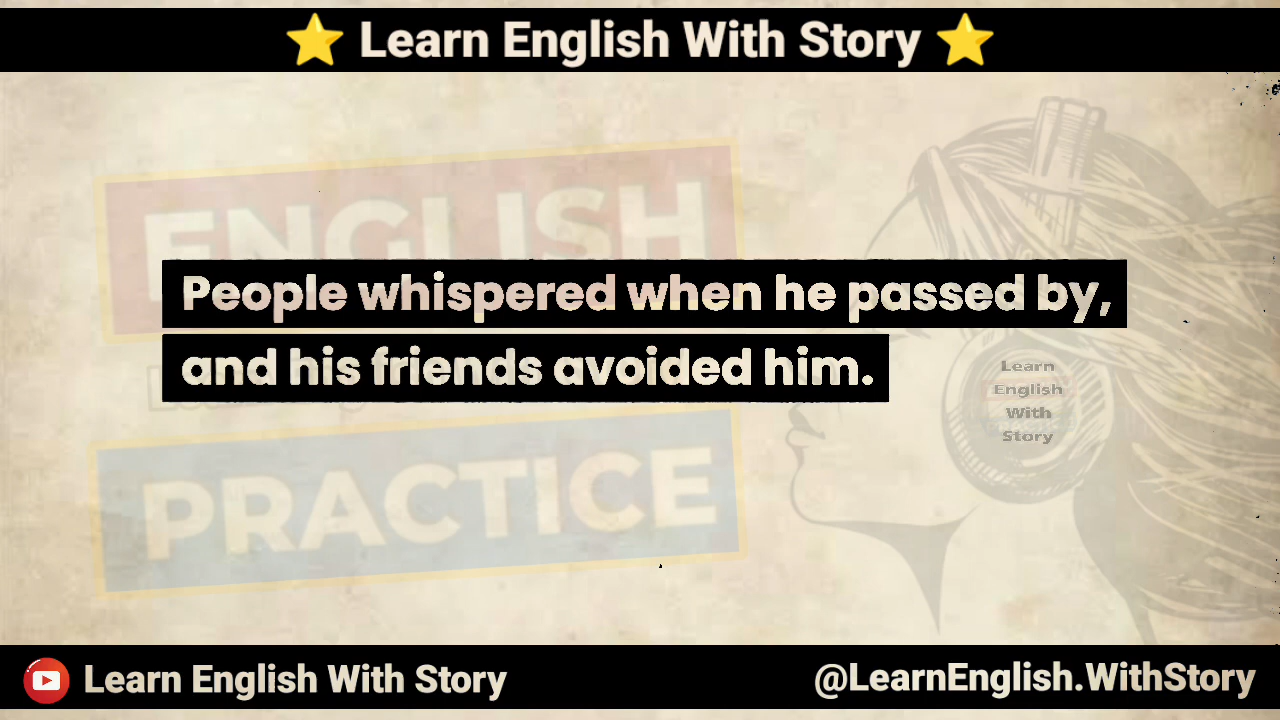 ⭐ Learn English With Story ⭐
ENGLISH
People whispered when he passed by,
and his friends avoided him.
Learn
English
With
Story
PRACTICE
Learn English With Story
@LearnEnglish.WithStory